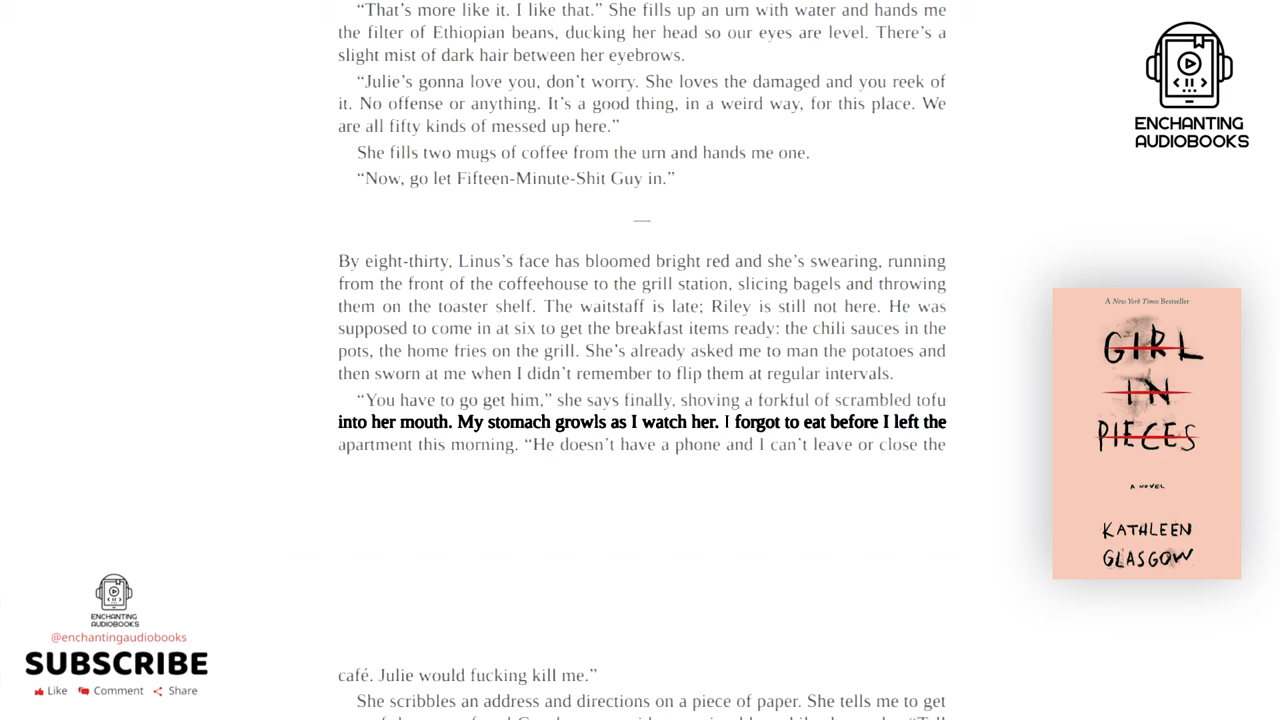 “That’s more like it. I like that.” She fills up an urn with water and hands me
the filter of Ethiopian beans, ducking her head so our eyes are level. There’s a
slight mist of dark hair between her eyebrows.
“Julie’s gonna love you, don’t worry. She loves the damaged and you reek of
it. No offense or anything. It’s a good thing, in a weird way, for this place. We
are all fifty kinds of messed up here.”
She fills two mugs of coffee from the urn and hands me one.
“Now, go let Fifteen-Minute-Shit Guy in.”
—
By eight-thirty, Linus’s face has bloomed bright red and she’s swearing, running
from the front of the coffeehouse to the grill station, slicing bagels and throwing
them on the toaster shelf. The waitstaff is late; Riley is still not here. He was
supposed to come in at six to get the breakfast items ready: the chili sauces in the
pots, the home fries on the grill. She’s already asked me to man the potatoes and
then sworn at me when I didn’t remember to flip them at regular intervals.
“You have to go get him,” she says finally, shoving a forkful of scrambled tofu
into her mouth. My stomach growls as I watch her. I forgot to eat before I left the
apartment this morning. “He doesn’t have a phone and I can’t leave or close the
café. Julie would fucking kill me.”
She scribbles an address and directions on a piece of paper. She tells me to get
ENCHANTING
AUDIOBOOKS
A New York Times Bestseller
GIRL
IN
PIECES
A NOVEL
KATHLEEN
GLASGOW
ENCHANTING
AUDIOBOOKS
@enchantingaudiobooks
SUBSCRIBE
Like Comment Share